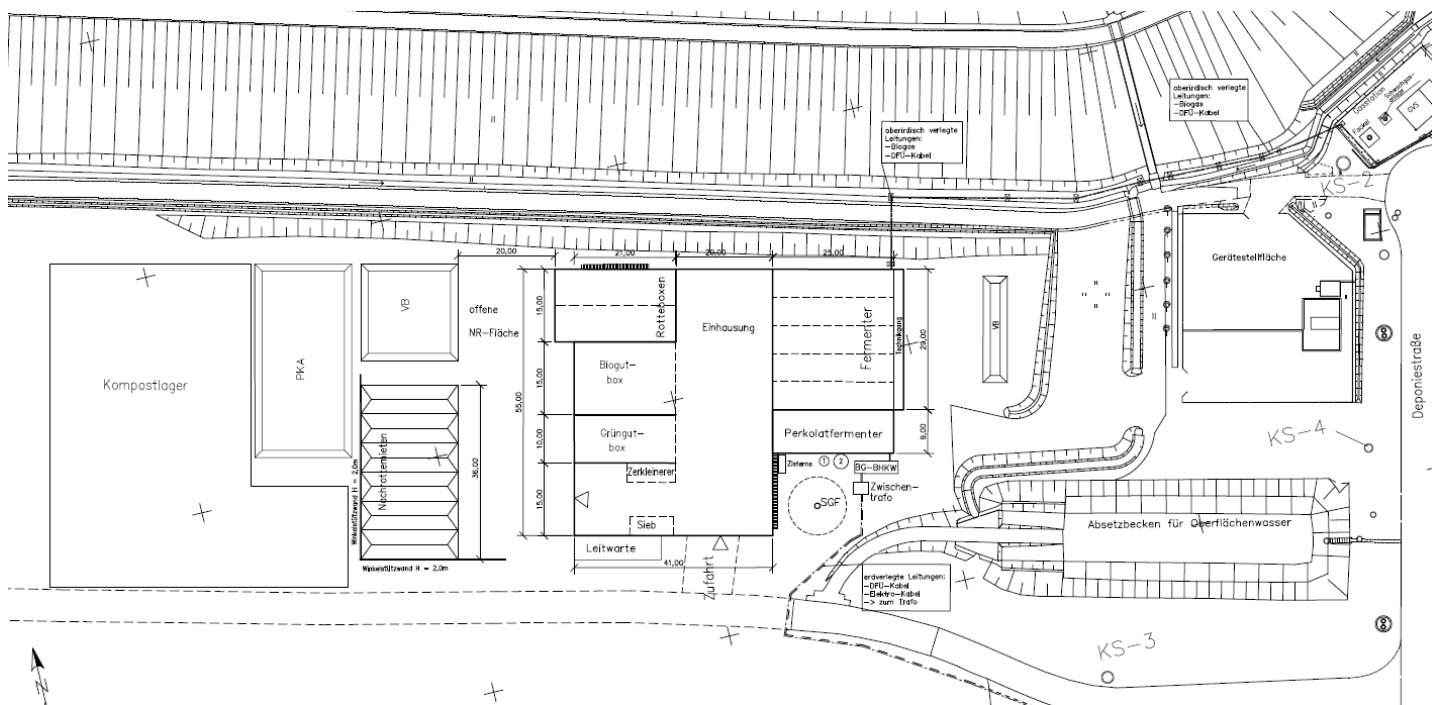 oberirdisch verlegte
Leitungen:
-Biogas
-DFÜ-Kabel
Gasstation
Schwachgas-
anlage
Fackel
GVS
oberirdisch verlegte
Leitungen:
-Biogas
-DFÜ-Kabel
KS-2
20,00
21,00
20,00
25,00
Kompostlager
PKA
VB
offene
NR-Fläche
55,00
15,00
15,00
10,00
15,00
Rotteboxen
Einhausung
Fermenter
Technikgang
29,00
9,00
VB
Gerätestellfläche
Deponiestraße
Biogut-
box
Grüngut-
box
Perkolatfermenter
KS-4
Nachrottemieten
36,00
Winkelstützwand H = 2,0m
Winkelstützwand H = 2,0m
Zerkleinerer
Zisterne
1
2
BG-BHKW
Zwischen-
trafo
SGF
Sieb
Leitwarte
41,00
Zufahrt
Absetzbecken für Oberflächenwasser
erdverlegte Leitungen:
-DFÜ-Kabel
-Elektro-Kabel
-> zum Trafo
KS-3
N